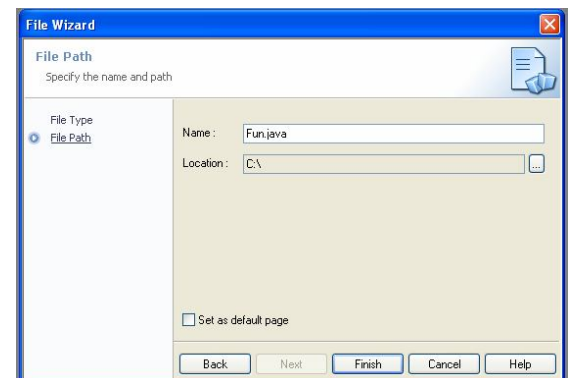 File Wizard
File Path
Specify the name and path
File Type
File Path
Name :
Fun.java
Location :
C:\
...
Set as default page
Back
Next
Finish
Cancel
Help